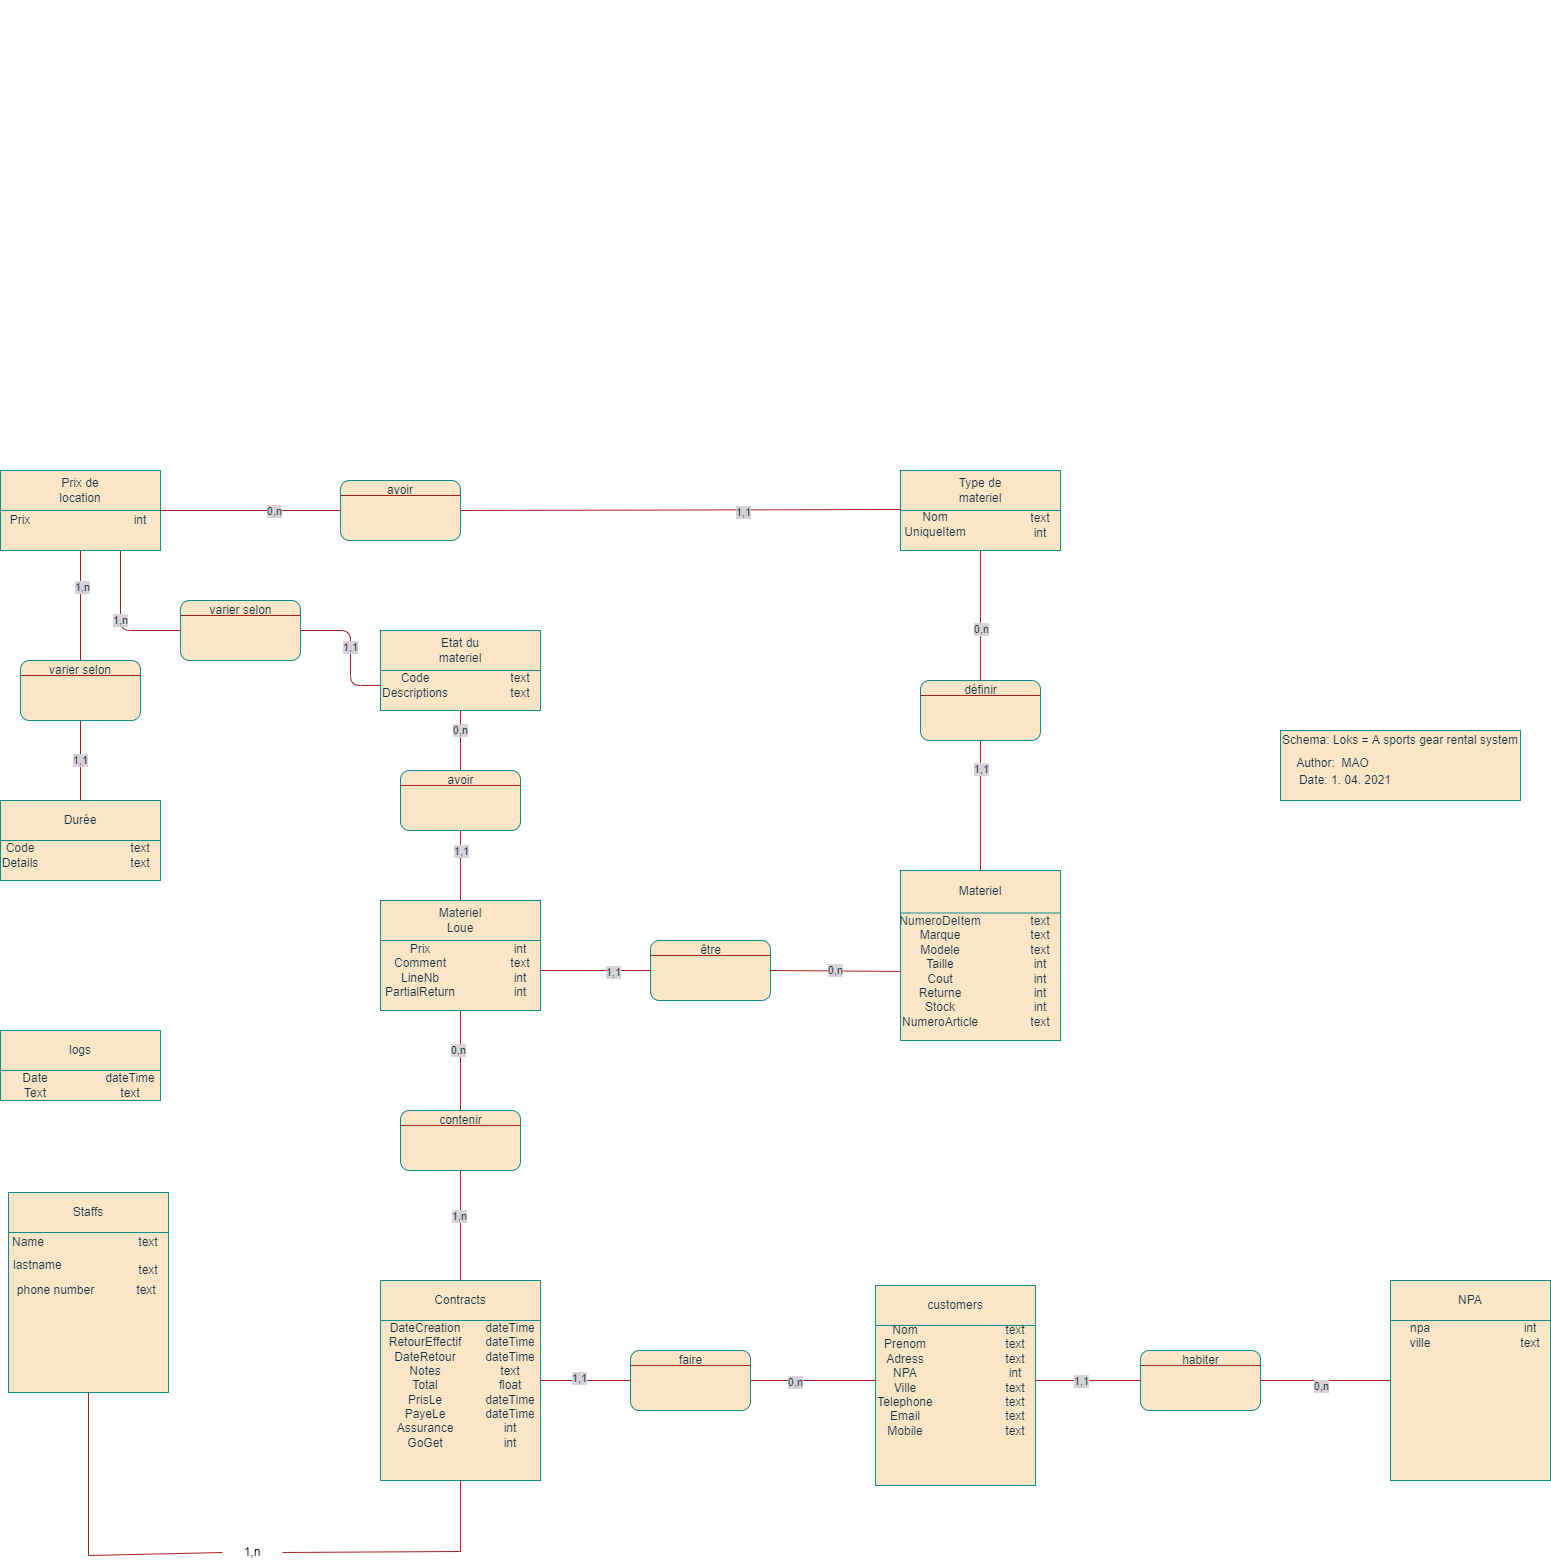 Prix de
location
Prix int
0,n
avoir
1,1
Type de
materiel
Nom text
UniqueItem int
1,n
1,n
varier selon
1,1
Etat du
materiel
Code text
Descriptions text
0,n
varier selon
définir
0,n
1,1
avoir
1,1
Schema: Loks = A sports gear rental system
Author: MAO
Date: 1. 04. 2021
Durée
Code text
Details text
1,1
Materiel
Loue
Prix int
Comment text
LineNb int
PartialReturn int
1,1
être
0,n
Materiel
NumeroDeItem text
Marque text
Modele text
Taille int
Cout int
Returne int
Stock int
NumeroArticle text
logs
Date dateTime
Text text
0,n
contenir
1,n
Staffs
Name text
lastname text
phone number text
Contracts
DateCreation dateTime
RetourEffectif dateTime
DateRetour dateTime
Notes text
Total float
PrisLe dateTime
PayeLe dateTime
Assurance int
GoGet int
1,1
faire
0,n
customers
Nom text
Prenom text
Adress text
NPA int
Ville text
Telephone text
Email text
Mobile text
1,1
habiter
0,n
NPA
npa int
ville text
1,n